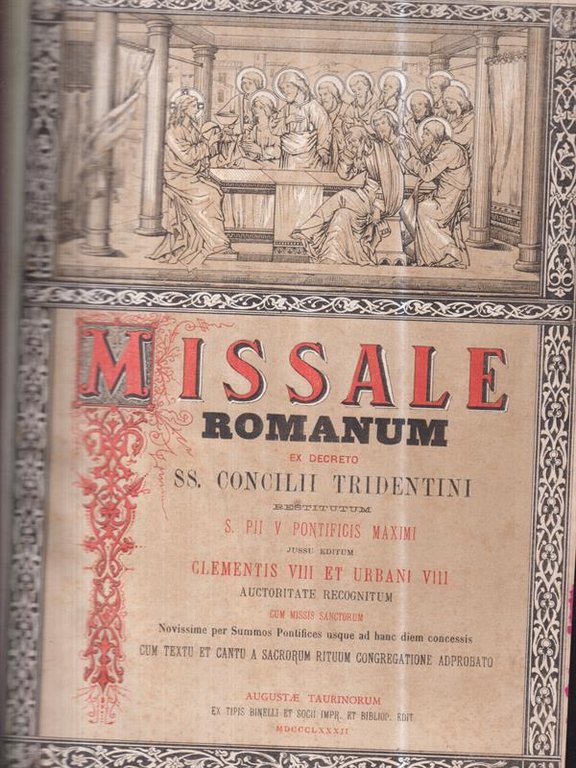 MISSALE
ROMANUM
EX DECRETO
SS. CONCILII TRIDENTINI
RESTITUTUM
S. PII V PONTIFICIS MAXIMI
JUSSU EDITUM
CLEMENTIS VIII ET URBANI VIII
AUCTORITATE RECOGNITUM
CUM MISSIS SANCTORUM
Novissime per Summos Pontifices usque ad hanc diem concessis
CUM TEXTU ET CANTU A SACRORUM RITUUM CONGREGATIONE ADPROBATO
AUGUSTÆ TAURINORUM
EX TIPIS BINELLI ET SOCII IMPR. ET BIBLIOP. EDIT
MDCCCLXXXII